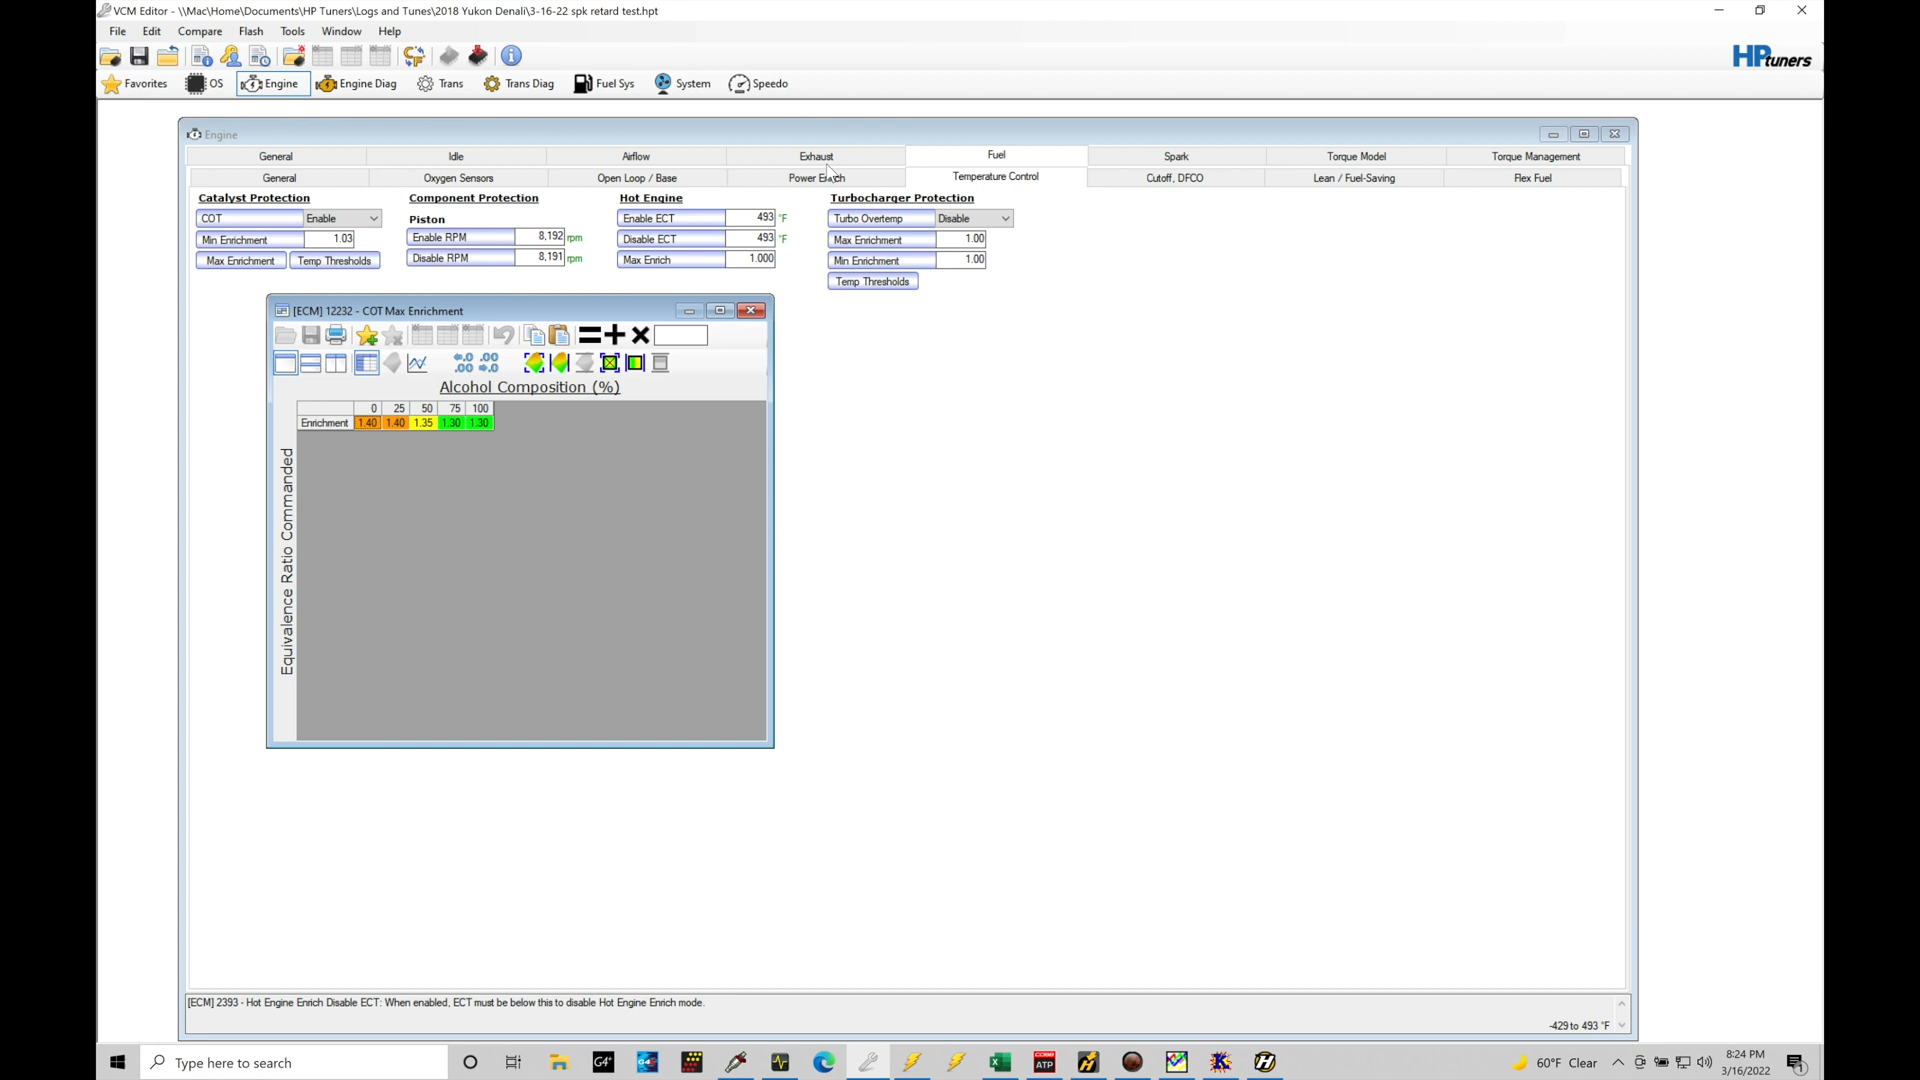 VCM Editor - \\Mac\Home\Documents\HP Tuners\Logs and Tunes\2018 Yukon Denali\3-16-22 spk retard test.hpt
File Edit Compare Flash Tools Window Help
HPtuners
Favorites OS Engine Engine Diag Trans Trans Diag Fuel Sys System Speedo
Engine
General Idle Airflow Exhaust Fuel Spark Torque Model Torque Management
General Oxygen Sensors Open Loop / Base Power Enrich Temperature Control Cutoff, DFCO Lean / Fuel-Saving Flex Fuel
Catalyst Protection Component Protection Hot Engine Turbocharger Protection
COT Enable Piston Enable ECT 493 °F Turbo Overtemp Disable
Min Enrichment 1.03 Enable RPM 8,192 rpm Disable ECT 493 °F Max Enrichment 1.00
Max Enrichment Temp Thresholds Disable RPM 8,191 rpm Max Enrich 1.000 Min Enrichment 1.00
Temp Thresholds
[ECM] 12232 - COT Max Enrichment
←.0 .00
.00 →.0
Alcohol Composition (%)
0 25 50 75 100
Enrichment 1.40 1.40 1.35 1.30 1.30
Equivalence Ratio Commanded
[ECM] 2393 - Hot Engine Enrich Disable ECT: When enabled, ECT must be below this to disable Hot Engine Enrich mode.
-429 to 493 °F
Type here to search G4+ ATP 60°F Clear 8:24 PM
3/16/2022